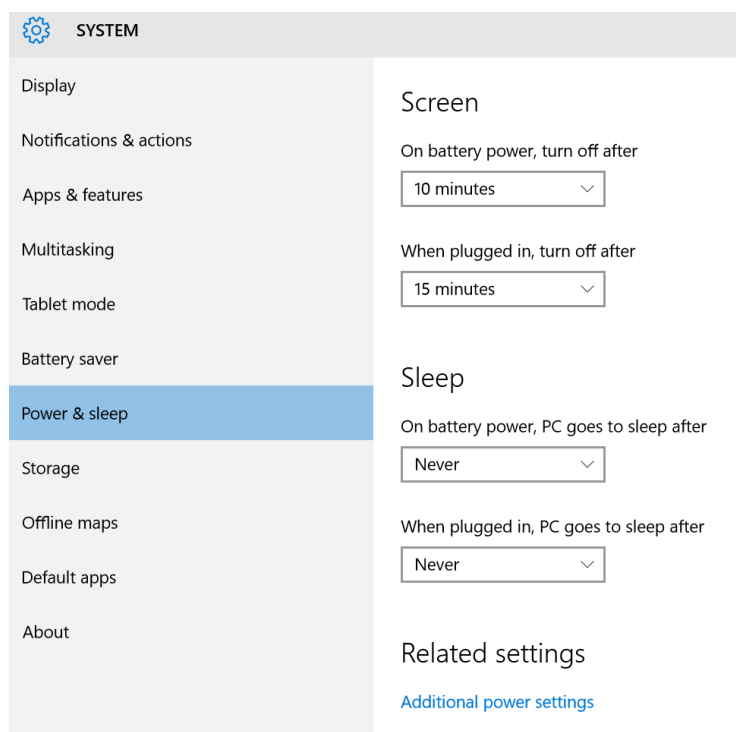 SYSTEM
Display
Notifications & actions
Apps & features
Multitasking
Tablet mode
Battery saver
Power & sleep
Storage
Offline maps
Default apps
About
Screen
On battery power, turn off after
10 minutes
When plugged in, turn off after
15 minutes
Sleep
On battery power, PC goes to sleep after
Never
When plugged in, PC goes to sleep after
Never
Related settings
Additional power settings